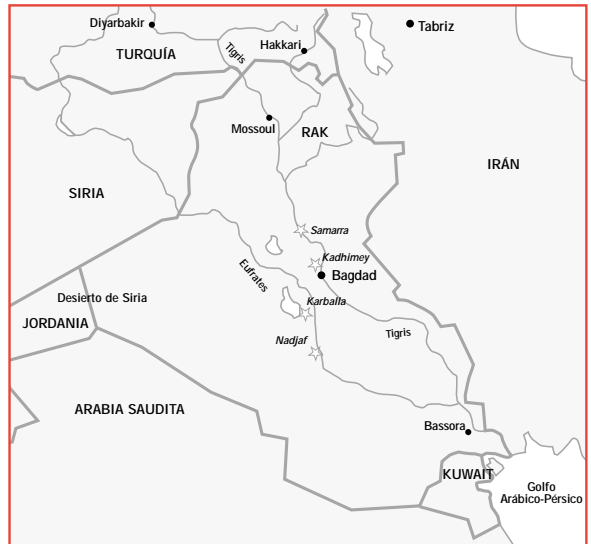 Diyarbakir
Tabriz
Hakkari
TURQUÍA
Tigris
Mossoul
RAK
IRÁN
SIRIA
Samarra
Kadhimey
Eufrates
Bagdad
Desierto de Siria
Karballa
JORDANIA
Tigris
Nadjaf
ARABIA SAUDITA
Bassora
KUWAIT
Golfo
Arábico-Pérsico